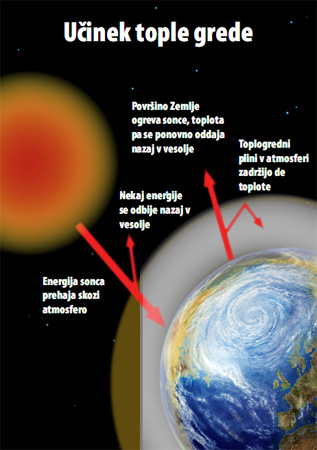 Učinek tople grede
Površino Zemlje
ogreva sonce, toplota
pa se ponovno oddaja
nazaj v vesolje
Toplogredni
plini v atmosferi
zadržijo de
toplote
Nekaj energije
se odbije nazaj v
vesolje
Energija sonca
prehaja skozi
atmosfero